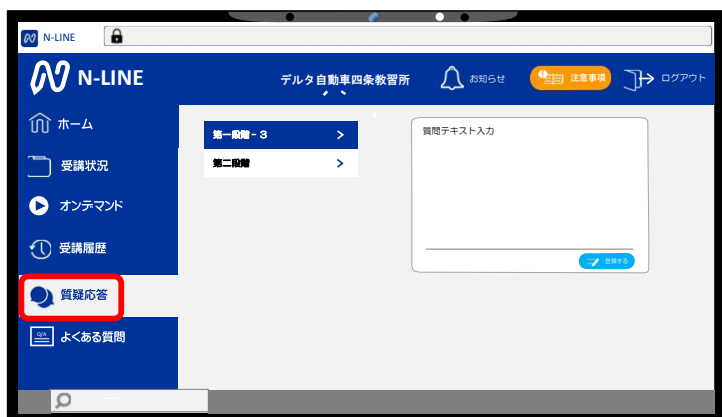 N-LINE
N-LINE
デルタ自動車四条教習所
お知らせ
注意事項
ログアウト
ホーム
受講状況
オンデマンド
受講履歴
質疑応答
Q/A
よくある質問
第一段階 - 3 >
第二段階 >
質問テキスト入力
登録する